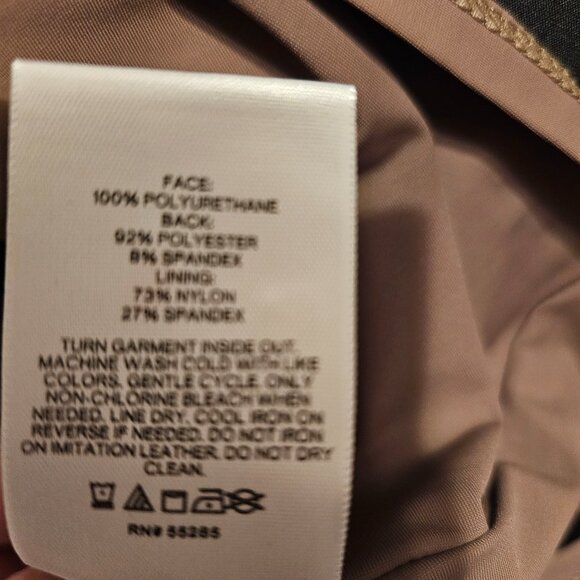 FACE:
100% POLYURETHANE
BACK:
92% POLYESTER
8% SPANDEX
LINING:
73% NYLON
27% SPANDEX
TURN GARMENT INSIDE OUT.
MACHINE WASH COLD WITH LIKE
COLORS. GENTLE CYCLE. ONLY
NON-CHLORINE BLEACH WHEN
NEEDED. LINE DRY. COOL IRON ON
REVERSE IF NEEDED. DO NOT IRON
ON IMITATION LEATHER. DO NOT DRY
CLEAN.
RN# 55285